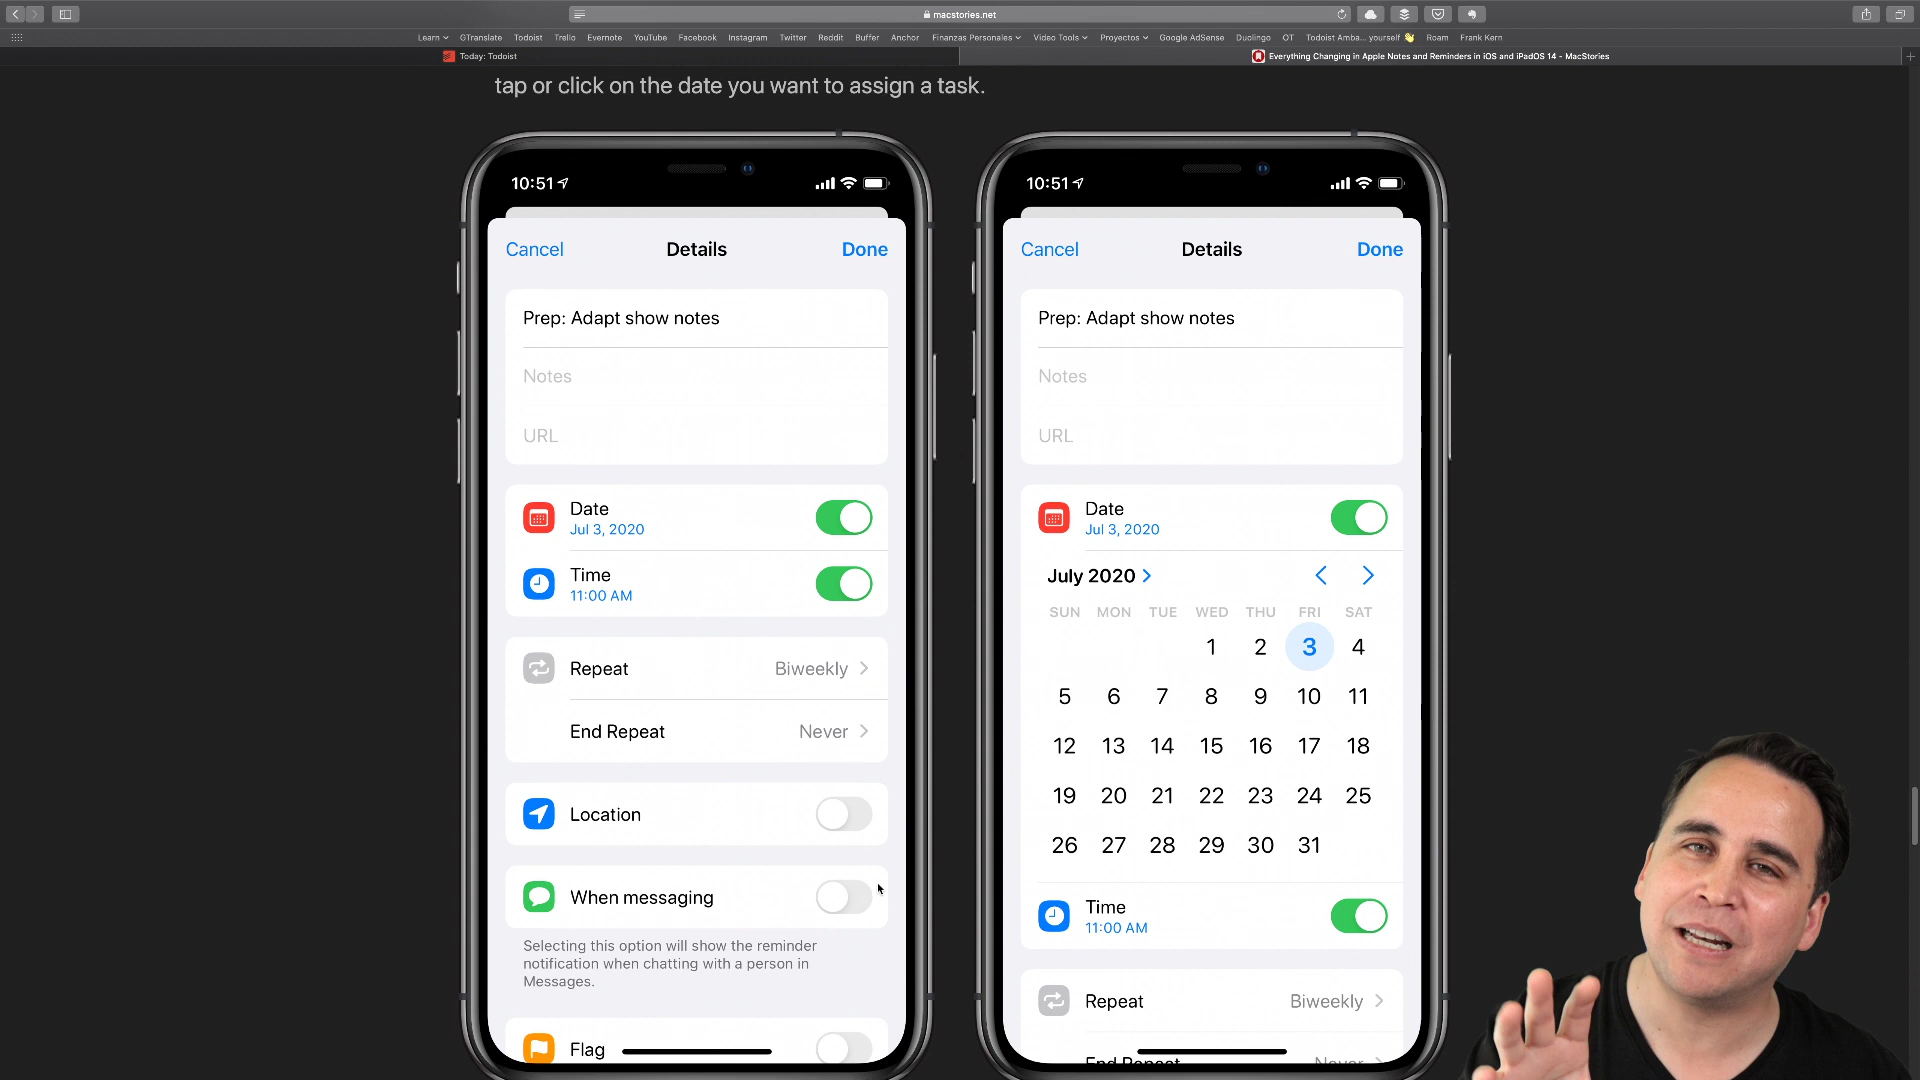 macstories.net
Learn GTranslate Todoist Trello Evernote YouTube Facebook Instagram Twitter Reddit Buffer Anchor Finanzas Personales Video Tools Proyectos Google AdSense Duolingo OT Todoist Amba... yourself 👋 Roam Frank Kern
Today: Todoist
Everything Changing in Apple Notes and Reminders in iOS and iPadOS 14 - MacStories
tap or click on the date you want to assign a task.
10:51
Cancel Details Done
Prep: Adapt show notes
Notes
URL
Date
Jul 3, 2020
Time
11:00 AM
Repeat Biweekly
End Repeat Never
Location
When messaging
Selecting this option will show the reminder
notification when chatting with a person in
Messages.
Flag
10:51
Cancel Details Done
Prep: Adapt show notes
Notes
URL
Date
Jul 3, 2020
July 2020
SUN MON TUE WED THU FRI SAT
1 2 3 4
5 6 7 8 9 10 11
12 13 14 15 16 17 18
19 20 21 22 23 24 25
26 27 28 29 30 31
Time
11:00 AM
Repeat Biweekly
End Repeat Never